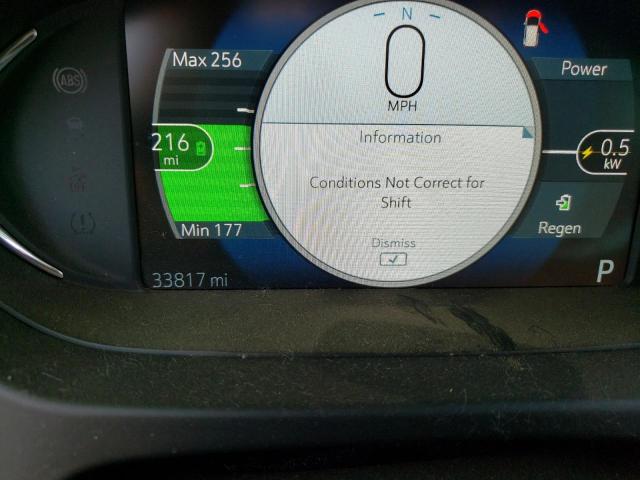 ABS
N
Max 256
0
MPH
Power
216
mi
Information
0.5
kW
Conditions Not Correct for
Shift
Regen
Min 177
Dismiss
33817 mi
P